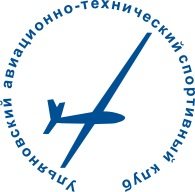 Ульяновский авиационно-технический спортивный клуб